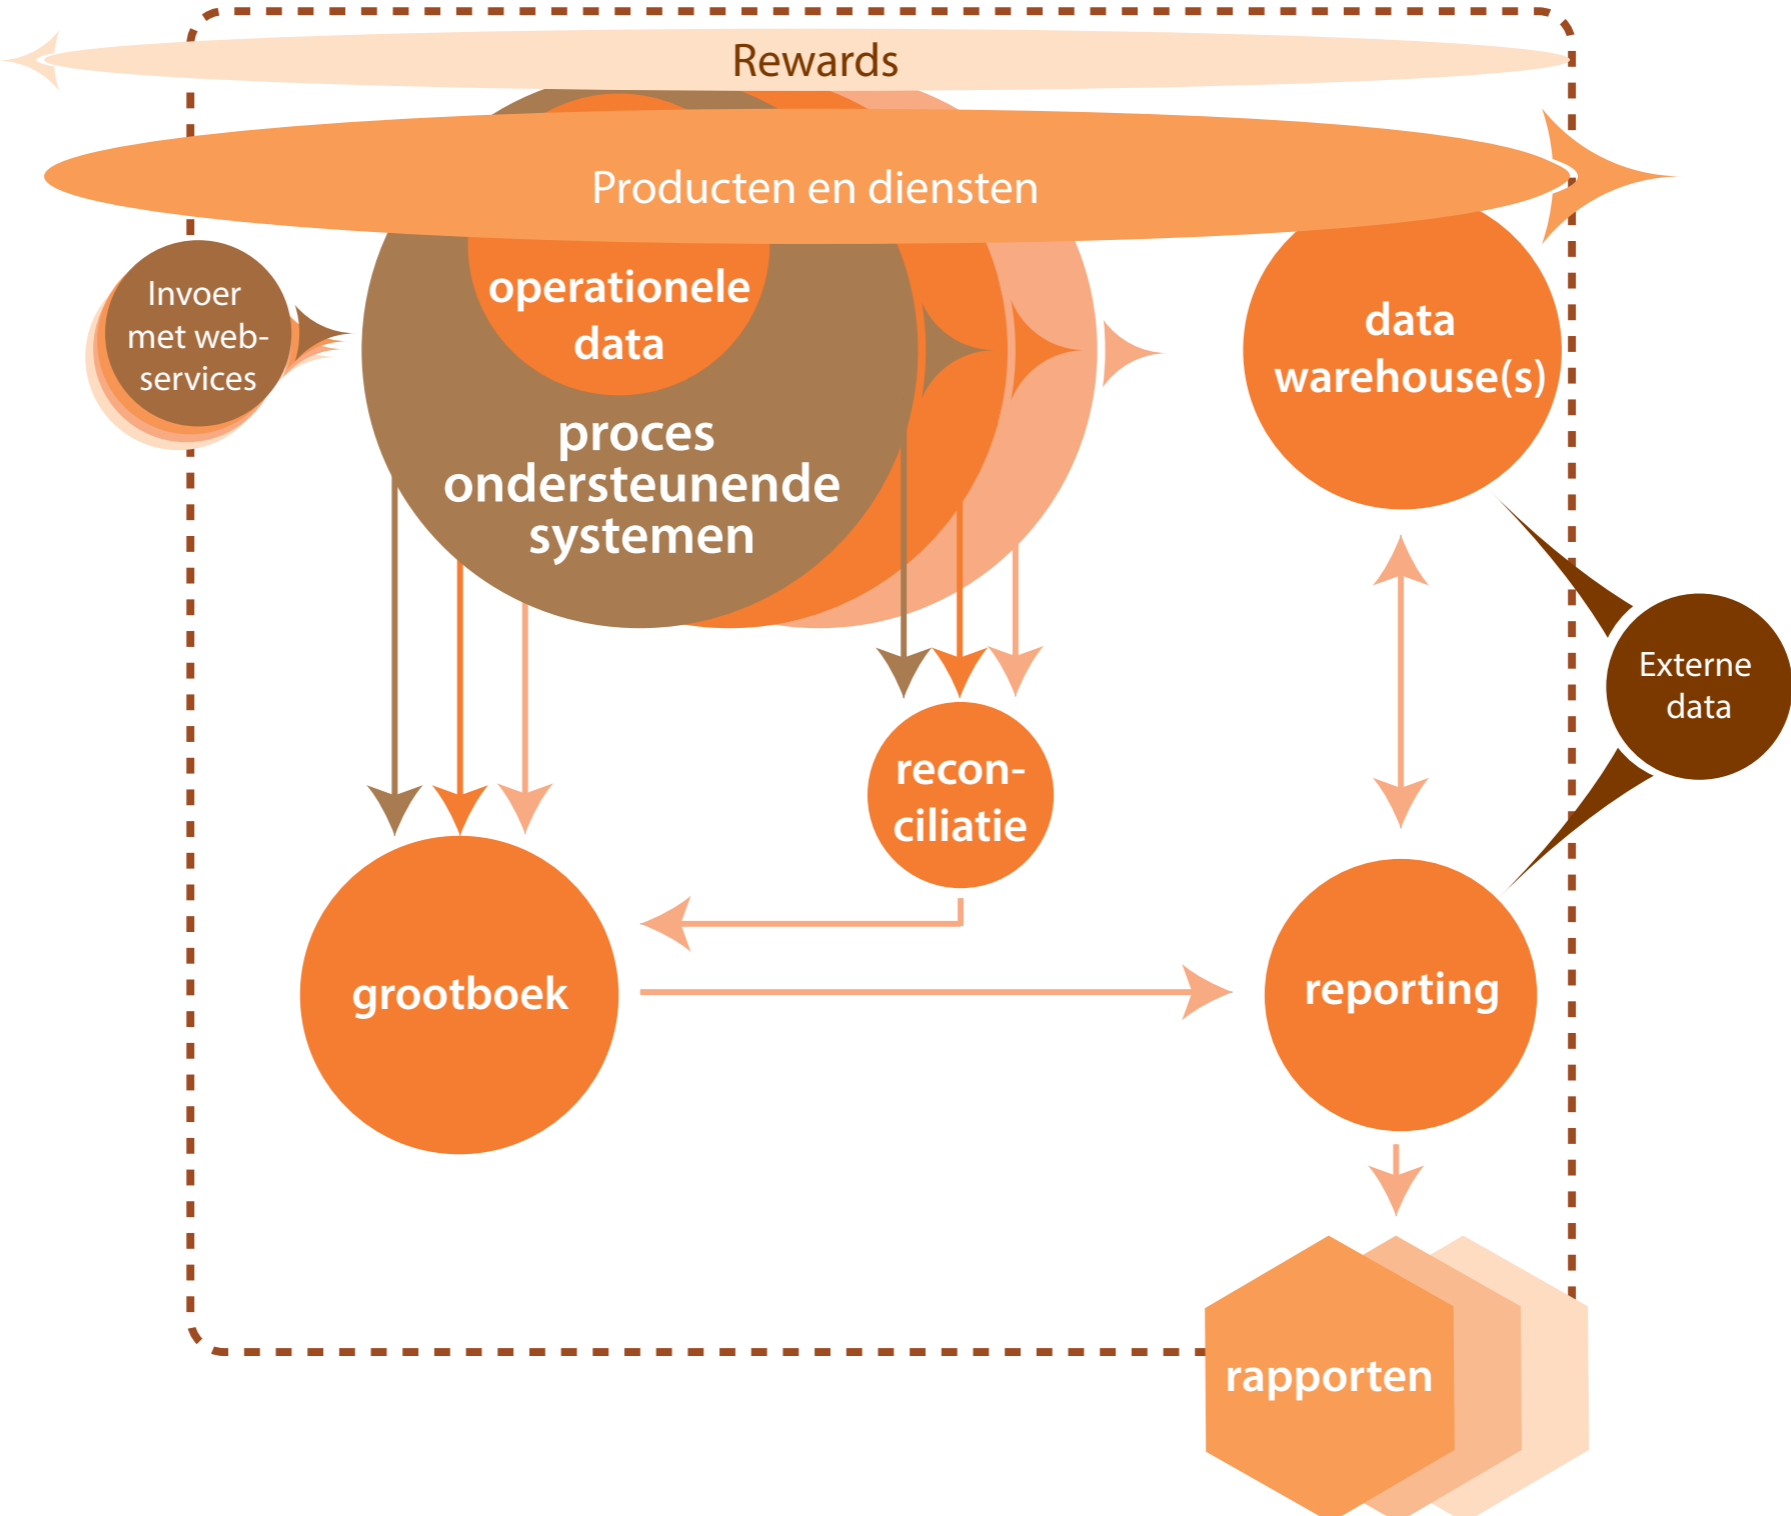 Rewards
Producten en diensten
Invoer
met web-
services
operationele
data
proces
ondersteunende
systemen
data
warehouse(s)
Externe
data
recon-
ciliatie
grootboek
reporting
rapporten